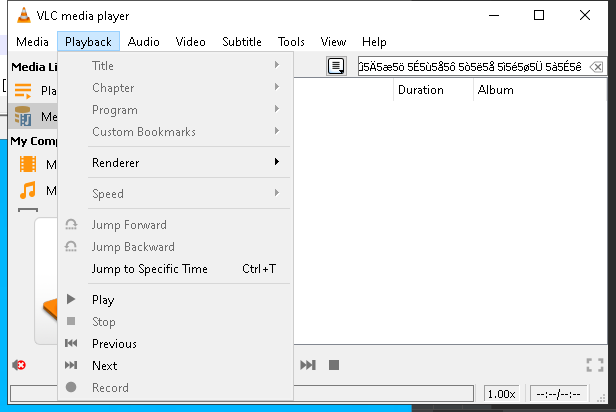 VLC media player
Media Playback Audio Video Subtitle Tools View Help
Media Li
Title
5Ä5æ5ö 5É5ù5å5ô 5ò5ë5å 5ì5é5ø5Ü 5à5É5ê
Pla
Chapter
Duration
Album
Me
Program
Custom Bookmarks
My Comp
Renderer
M
Speed
M
Jump Forward
Jump Backward
Jump to Specific Time Ctrl+T
Play
Stop
Previous
Next
Record
1.00x
--:--/--:--